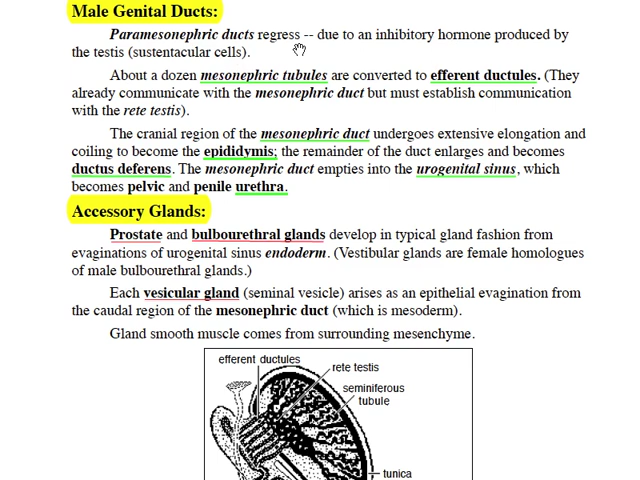 Male Genital Ducts:
Paramesonephric ducts regress -- due to an inhibitory hormone produced by
the testis (sustentacular cells).
About a dozen mesonephric tubules are converted to efferent ductules. (They
already communicate with the mesonephric duct but must establish communication
with the rete testis).
The cranial region of the mesonephric duct undergoes extensive elongation and
coiling to become the epididymis; the remainder of the duct enlarges and becomes
ductus deferens. The mesonephric duct empties into the urogenital sinus, which
becomes pelvic and penile urethra.
Accessory Glands:
Prostate and bulbourethral glands develop in typical gland fashion from
evaginations of urogenital sinus endoderm. (Vestibular glands are female homologues
of male bulbourethral glands.)
Each vesicular gland (seminal vesicle) arises as an epithelial evagination from
the caudal region of the mesonephric duct (which is mesoderm).
Gland smooth muscle comes from surrounding mesenchyme.
efferent ductules
rete testis
seminiferous
tubule
tunica